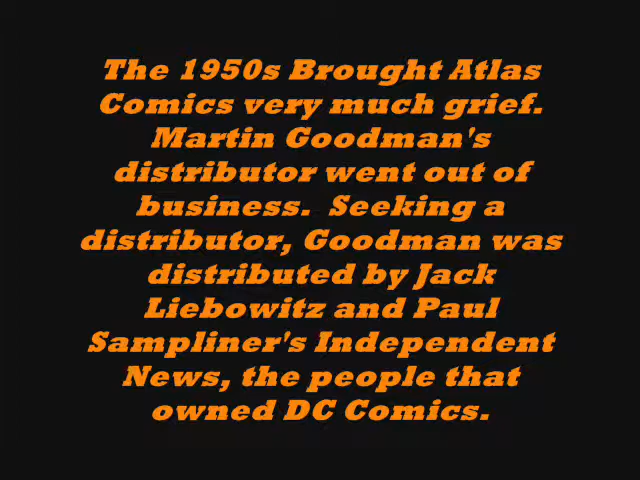 The 1950s Brought Atlas
Comics very much grief.
Martin Goodman's
distributor went out of
business.  Seeking a
distributor, Goodman was
distributed by Jack
Liebowitz and Paul
Sampliner's Independent
News, the people that
owned DC Comics.